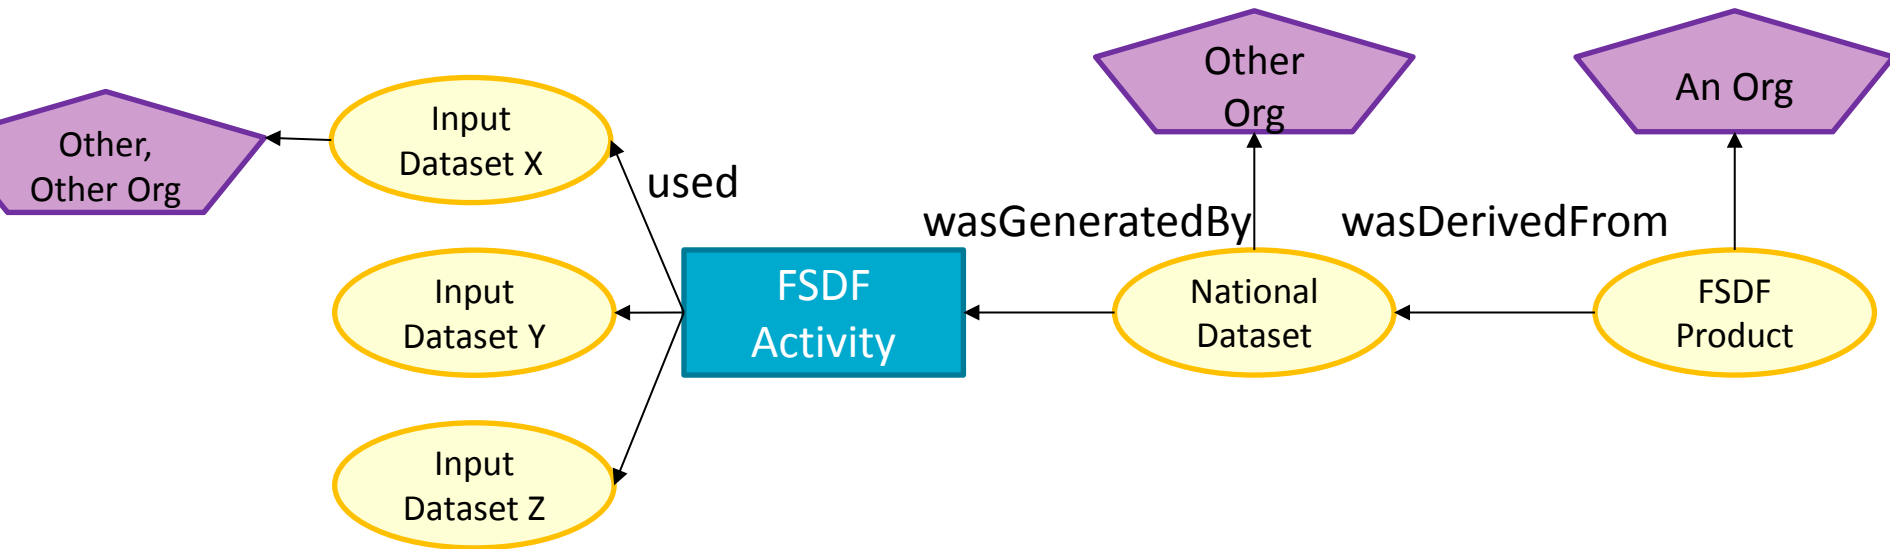 Other,
Other Org
Input
Dataset X
used
Input
Dataset Y
Input
Dataset Z
FSDF
Activity
wasGeneratedBy
Other
Org
National
Dataset
wasDerivedFrom
An Org
FSDF
Product